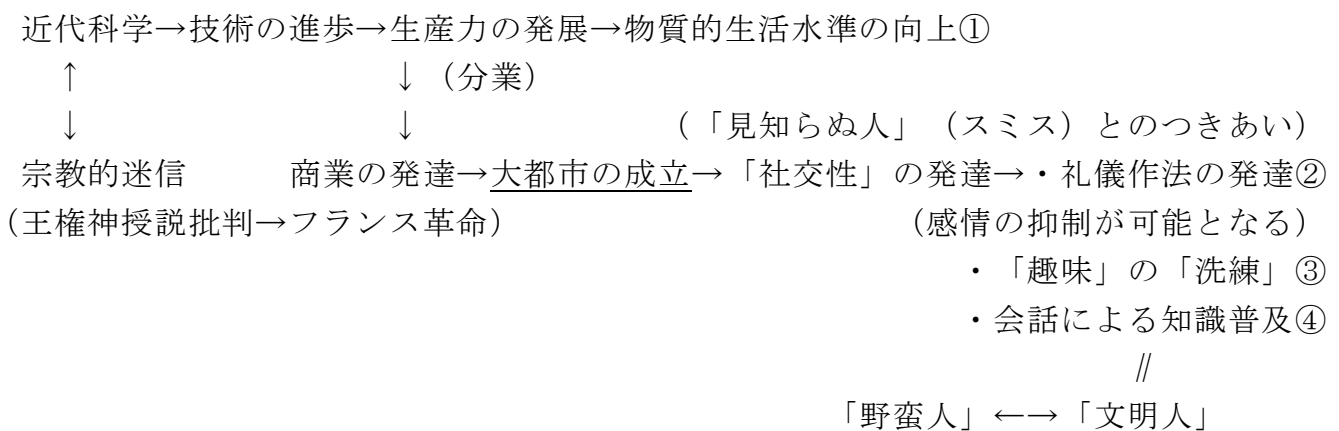 近代科学→技術の進歩→生産力の発展→物質的生活水準の向上①
↑ ↓（分業）
↓ ↓ （「見知らぬ人」（スミス）とのつきあい）
宗教的迷信 商業の発達→大都市の成立→「社交性」の発達→・礼儀作法の発達②
（王権神授説批判→フランス革命） （感情の抑制が可能となる）
・「趣味」の「洗練」③
・会話による知識普及④
∥
「野蛮人」←→「文明人」